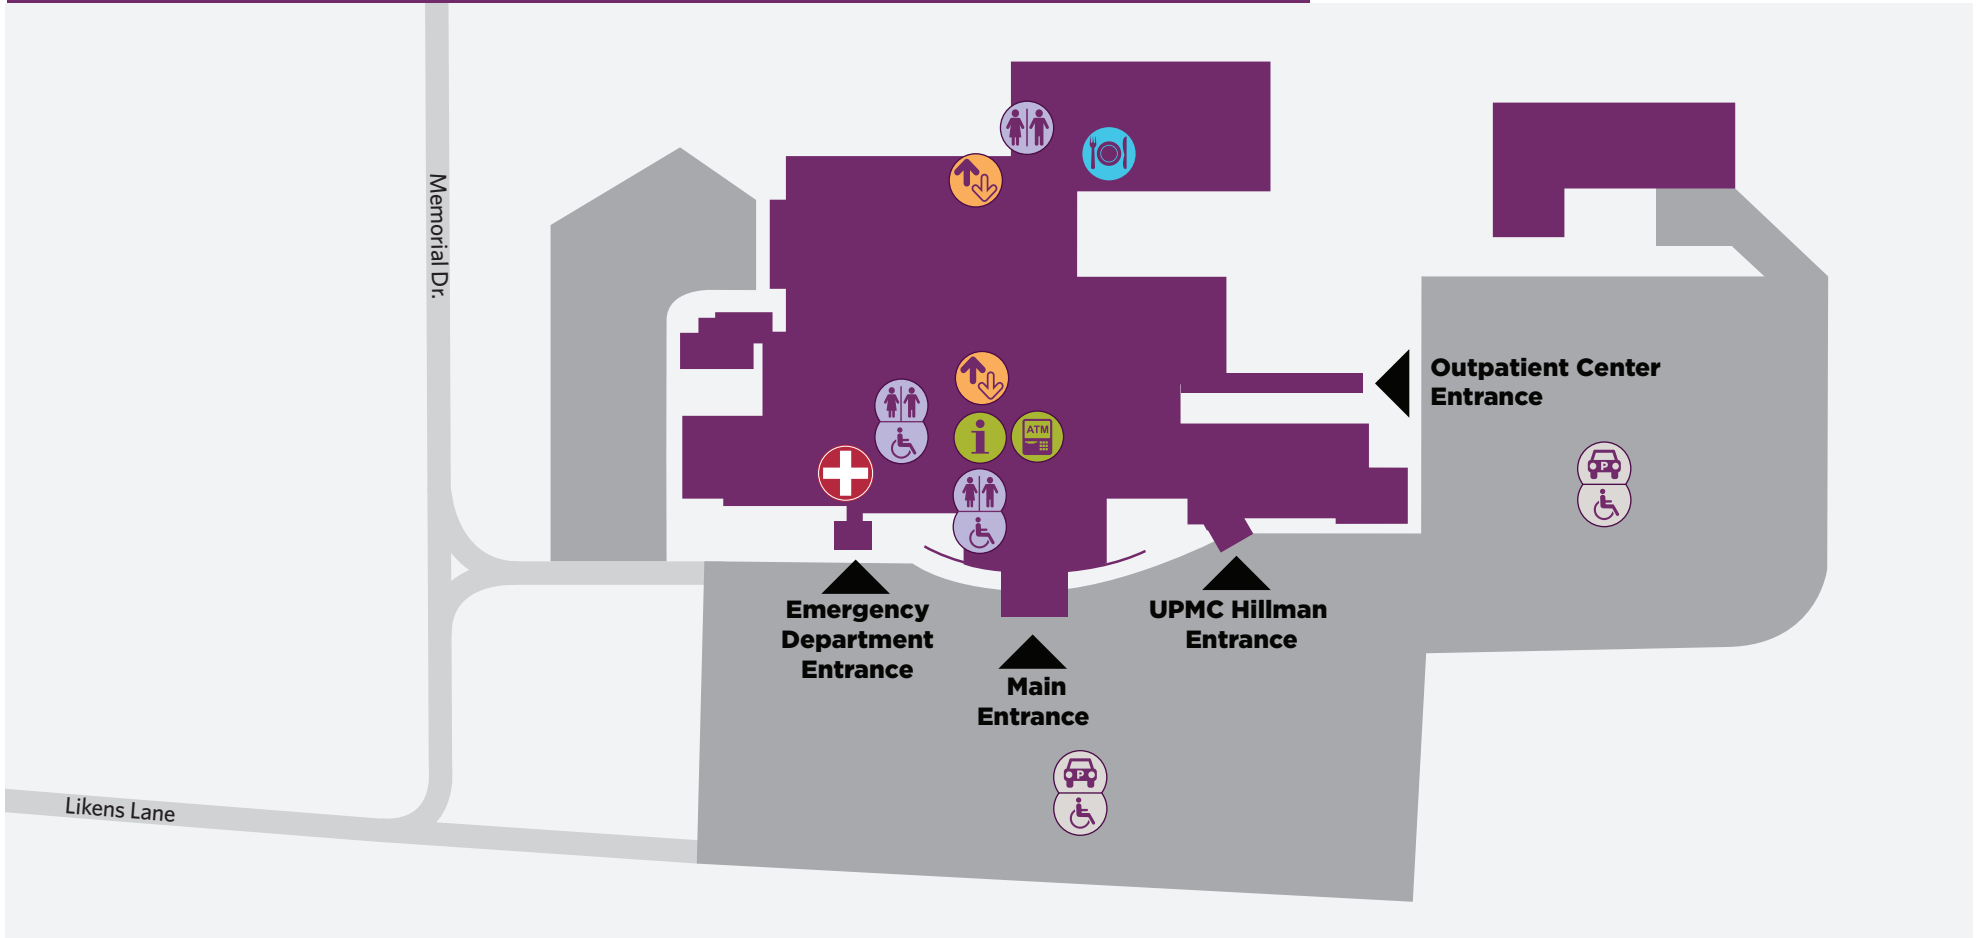 Memorial Dr.
ATM
Outpatient Center
Entrance
P
Emergency
Department
Entrance
UPMC Hillman
Entrance
Main
Entrance
P
Likens Lane